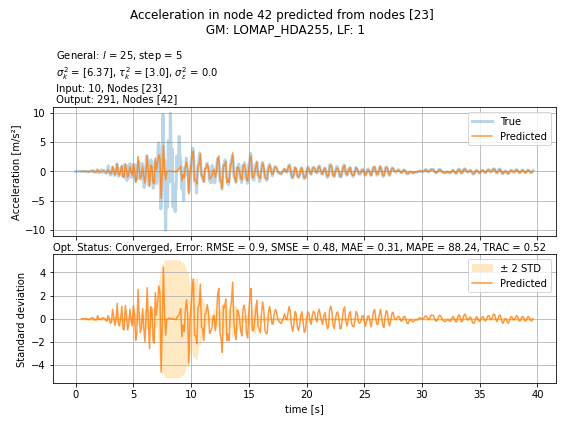 Acceleration in node 42 predicted from nodes [23]
GM: LOMAP_HDA255, LF: 1
General: l = 25, step = 5
σ²ₖ = [6.37], τ²ₖ = [3.0], σ²ε = 0.0
Input: 10, Nodes [23]
Output: 291, Nodes [42]
Acceleration [m/s²]
10
5
0
−5
−10
True
Predicted
Opt. Status: Converged, Error: RMSE = 0.9, SMSE = 0.48, MAE = 0.31, MAPE = 88.24, TRAC = 0.52
Standard deviation
4
2
0
−2
−4
± 2 STD
Predicted
0 5 10 15 20 25 30 35 40
time [s]